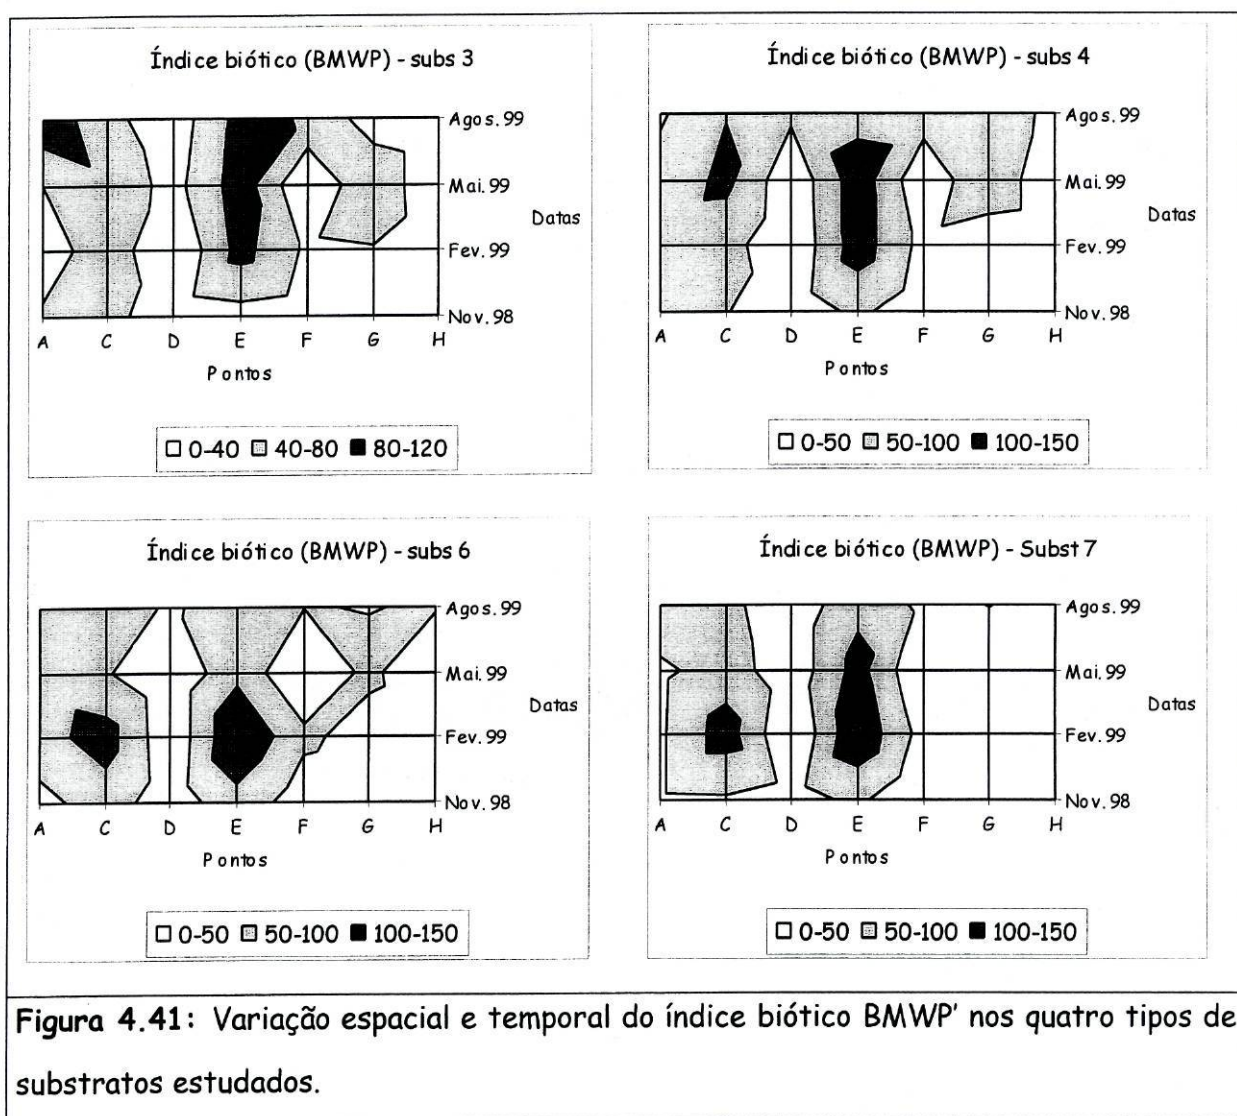 Índice biótico (BMWP) - subs 3
Agos.99
Mai.99
Datas
Fev.99
Nov.98
A C D E F G H
Pontos
0-40 40-80 80-120
Índice biótico (BMWP) - subs 4
Agos.99
Mai.99
Datas
Fev.99
Nov.98
A C D E F G H
Pontos
0-50 50-100 100-150
Índice biótico (BMWP) - subs 6
Agos.99
Mai.99
Datas
Fev.99
Nov.98
A C D E F G H
Pontos
0-50 50-100 100-150
Índice biótico (BMWP) - Subst 7
Agos.99
Mai.99
Datas
Fev.99
Nov.98
A C D E F G H
Pontos
0-50 50-100 100-150
Figura 4.41: Variação espacial e temporal do índice biótico BMWP' nos quatro tipos de
substratos estudados.